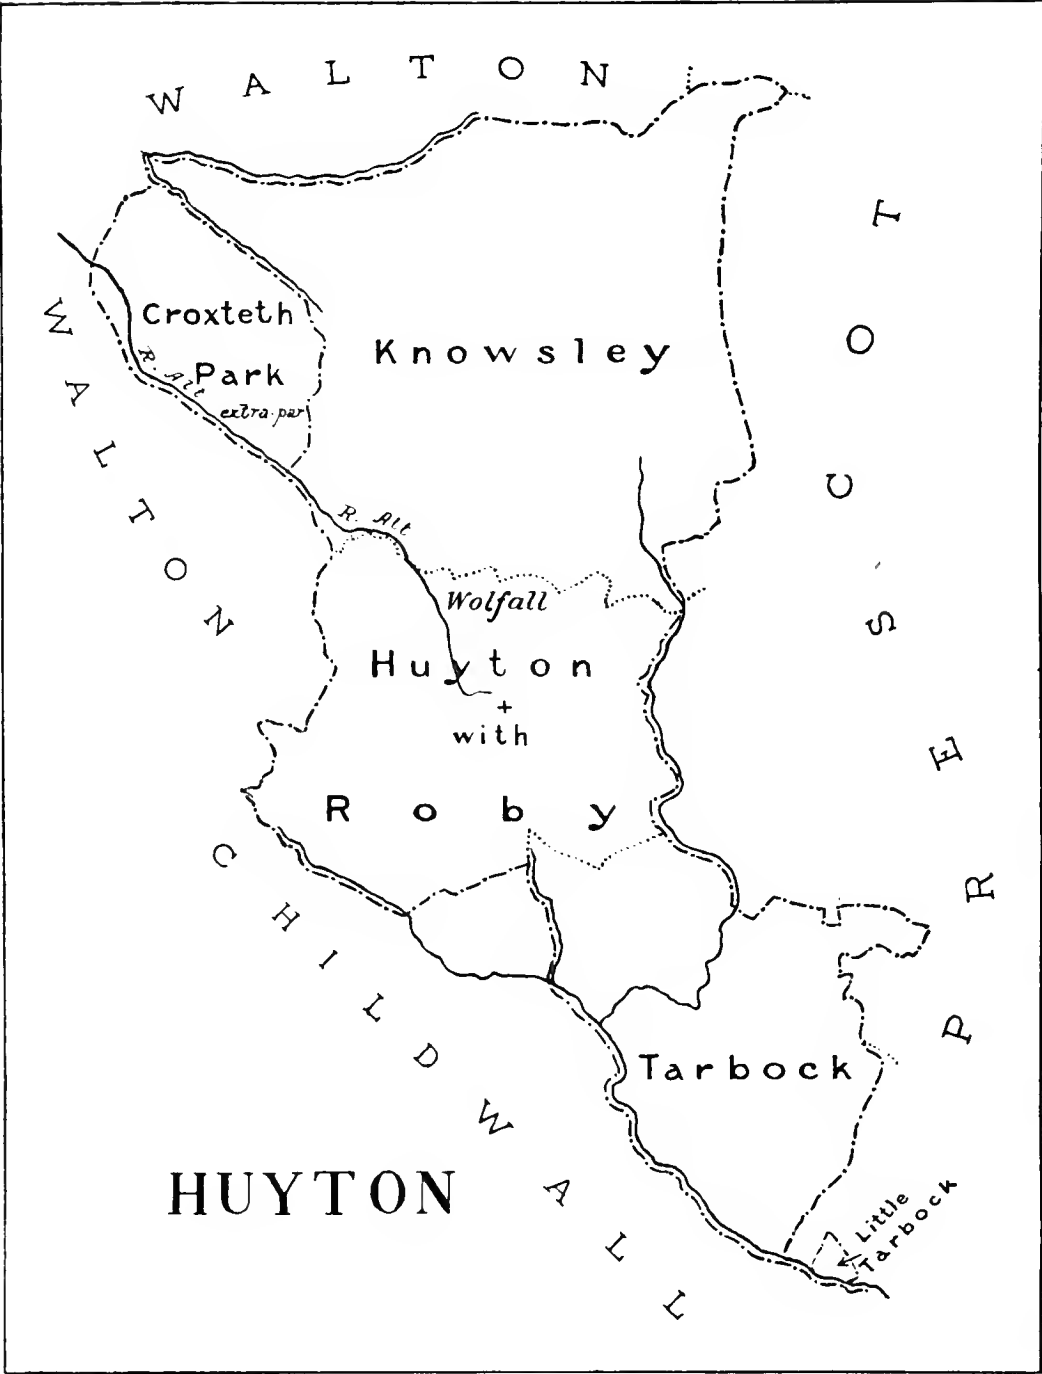 WALTON
WALTON
Croxteth
Park
extra-par
R. Alt
Knowsley
PRESCOT
R. Alt
Wolfall
Huyton
+
with
Roby
CHILDWALL
Tarbock
HUYTON
Little
Tarbock